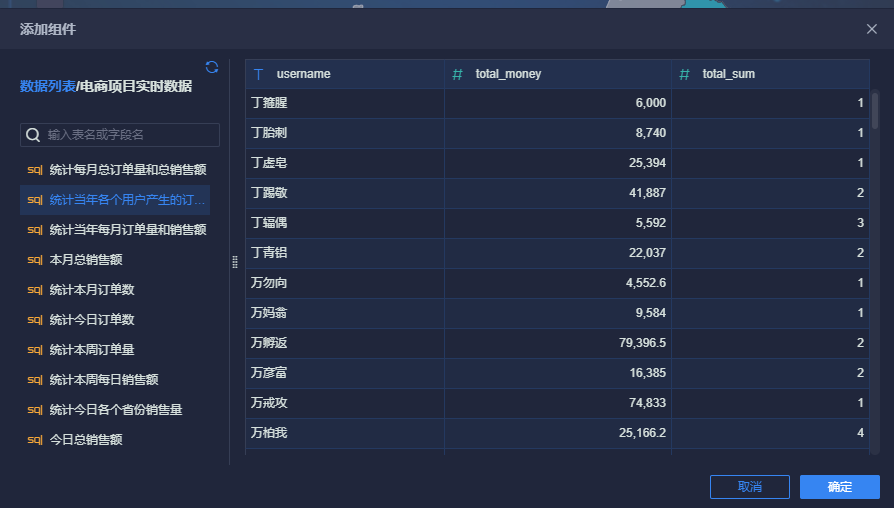 添加组件
数据列表/电商项目实时数据
输入表名或字段名
sql 统计每月总订单量和总销售额
sql 统计当年各个用户产生的订...
sql 统计当年每月订单量和销售额
sql 本月总销售额
sql 统计本月订单数
sql 统计今日订单数
sql 统计本周订单量
sql 统计本周每日销售额
sql 统计今日各个省份销售量
sql 今日总销售额
T username # total_money # total_sum
丁箍腥 6,000 1
丁胎刺 8,740 1
丁虚皂 25,394 1
丁踢敬 41,887 2
丁辐偶 5,592 3
丁青铝 22,037 2
万勿向 4,552.6 1
万妈翁 9,584 1
万孵返 79,396.5 2
万彦富 16,385 2
万戒攻 74,833 1
万柏我 25,166.2 4
取消 确定